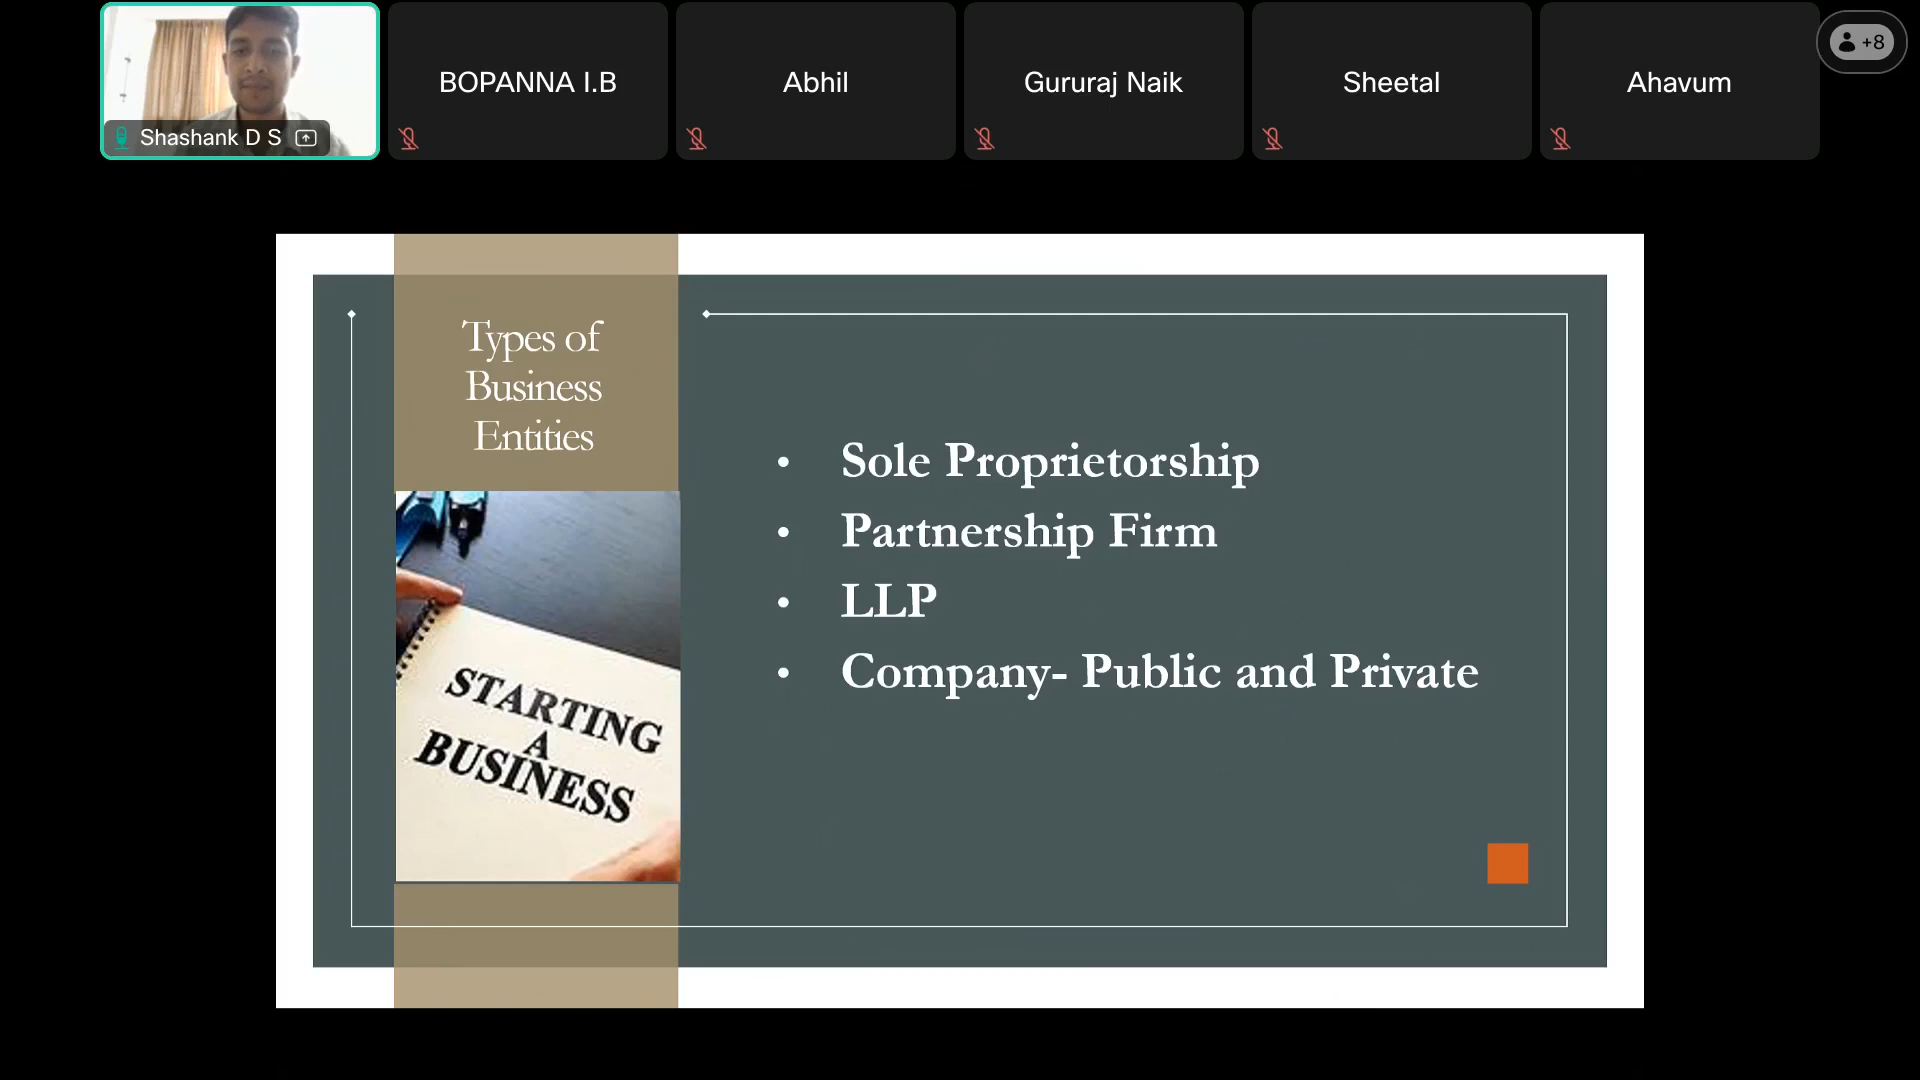 Shashank D S
BOPANNA I.B
Abhil
Gururaj Naik
Sheetal
Ahavum
+8
Types of
Business
Entities
STARTING
A
BUSINESS
• Sole Proprietorship
• Partnership Firm
• LLP
• Company- Public and Private